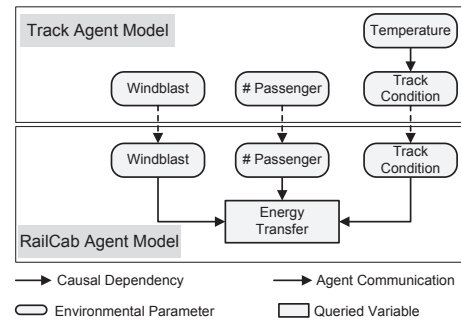 Track Agent Model
Temperature
Windblast
# Passenger
Track
Condition
Windblast
# Passenger
Track
Condition
Energy
Transfer
RailCab Agent Model
Causal Dependency
Agent Communication
Environmental Parameter
Queried Variable